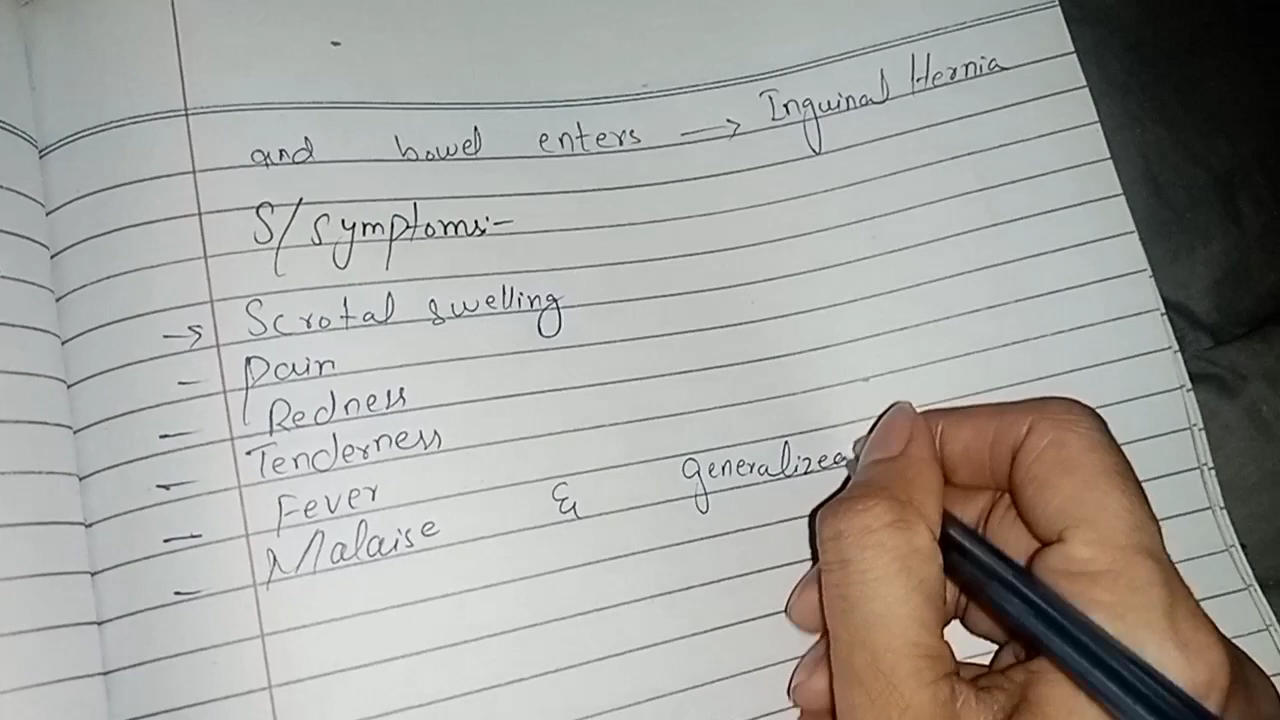 and bowel enters → Inguinal Hernia
S/symptoms:-
→ Scrotal swelling
- Pain
- Redness
- Tenderness
- Fever
- Malaise & generalized